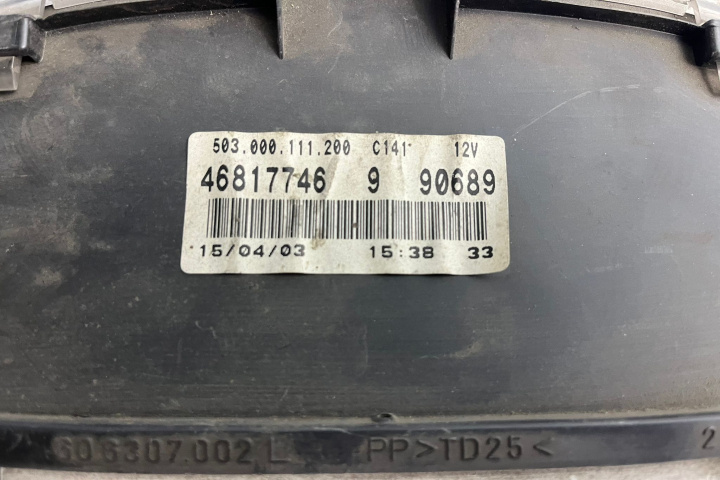 503.000.111.200 C141 12V
46817746 9 90689
15/04/03 15:38 33
606307.002 L PP>TD25< 2